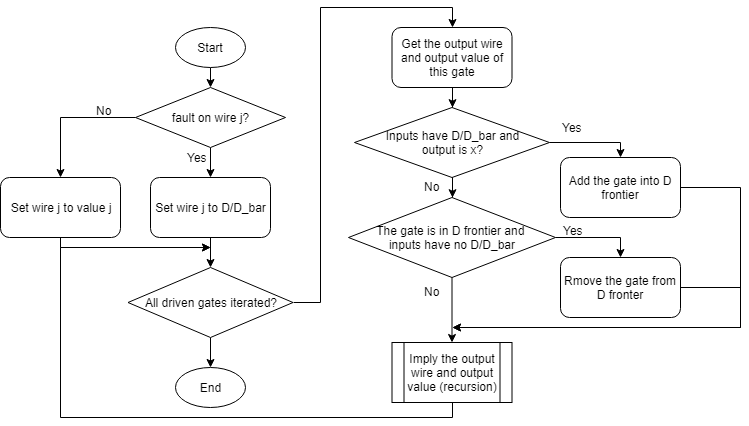 Start
fault on wire j?
No
Yes
Set wire j to value j
Set wire j to D/D_bar
All driven gates iterated?
End
Get the output wire
and output value of
this gate
Inputs have D/D_bar and
output is x?
Yes
No
Add the gate into D
frontier
The gate is in D frontier and
inputs have no D/D_bar
Yes
No
Rmove the gate from
D fronter
Imply the output
wire and output
value (recursion)